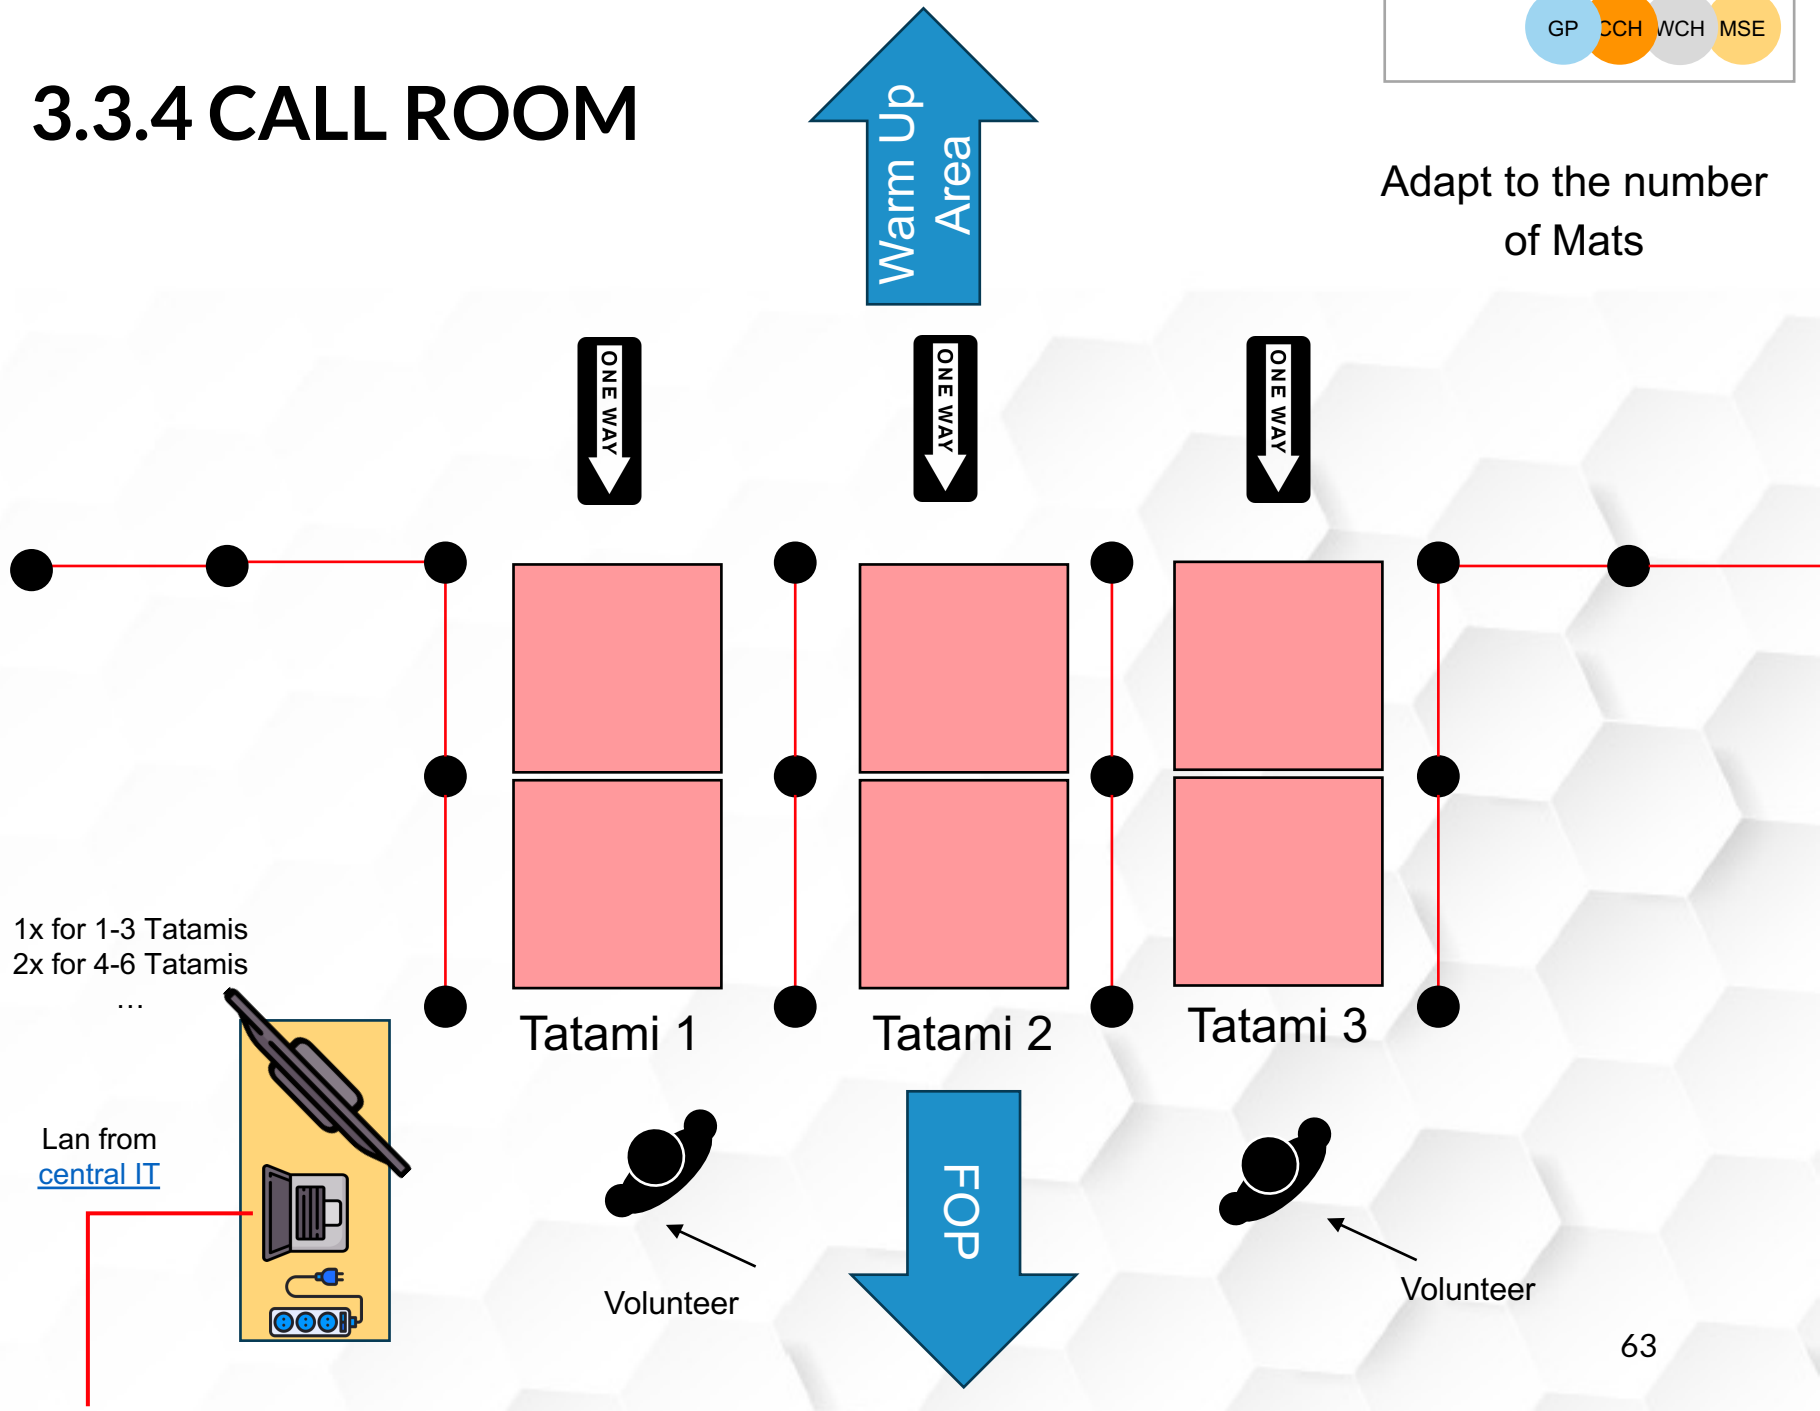 GP CCH WCH MSE
3.3.4 CALL ROOM
Warm Up
Area
Adapt to the number
of Mats
ONE WAY
ONE WAY
ONE WAY
Tatami 1
Tatami 2
Tatami 3
1x for 1-3 Tatamis
2x for 4-6 Tatamis
…
Lan from
central IT
FOP
Volunteer
Volunteer
63